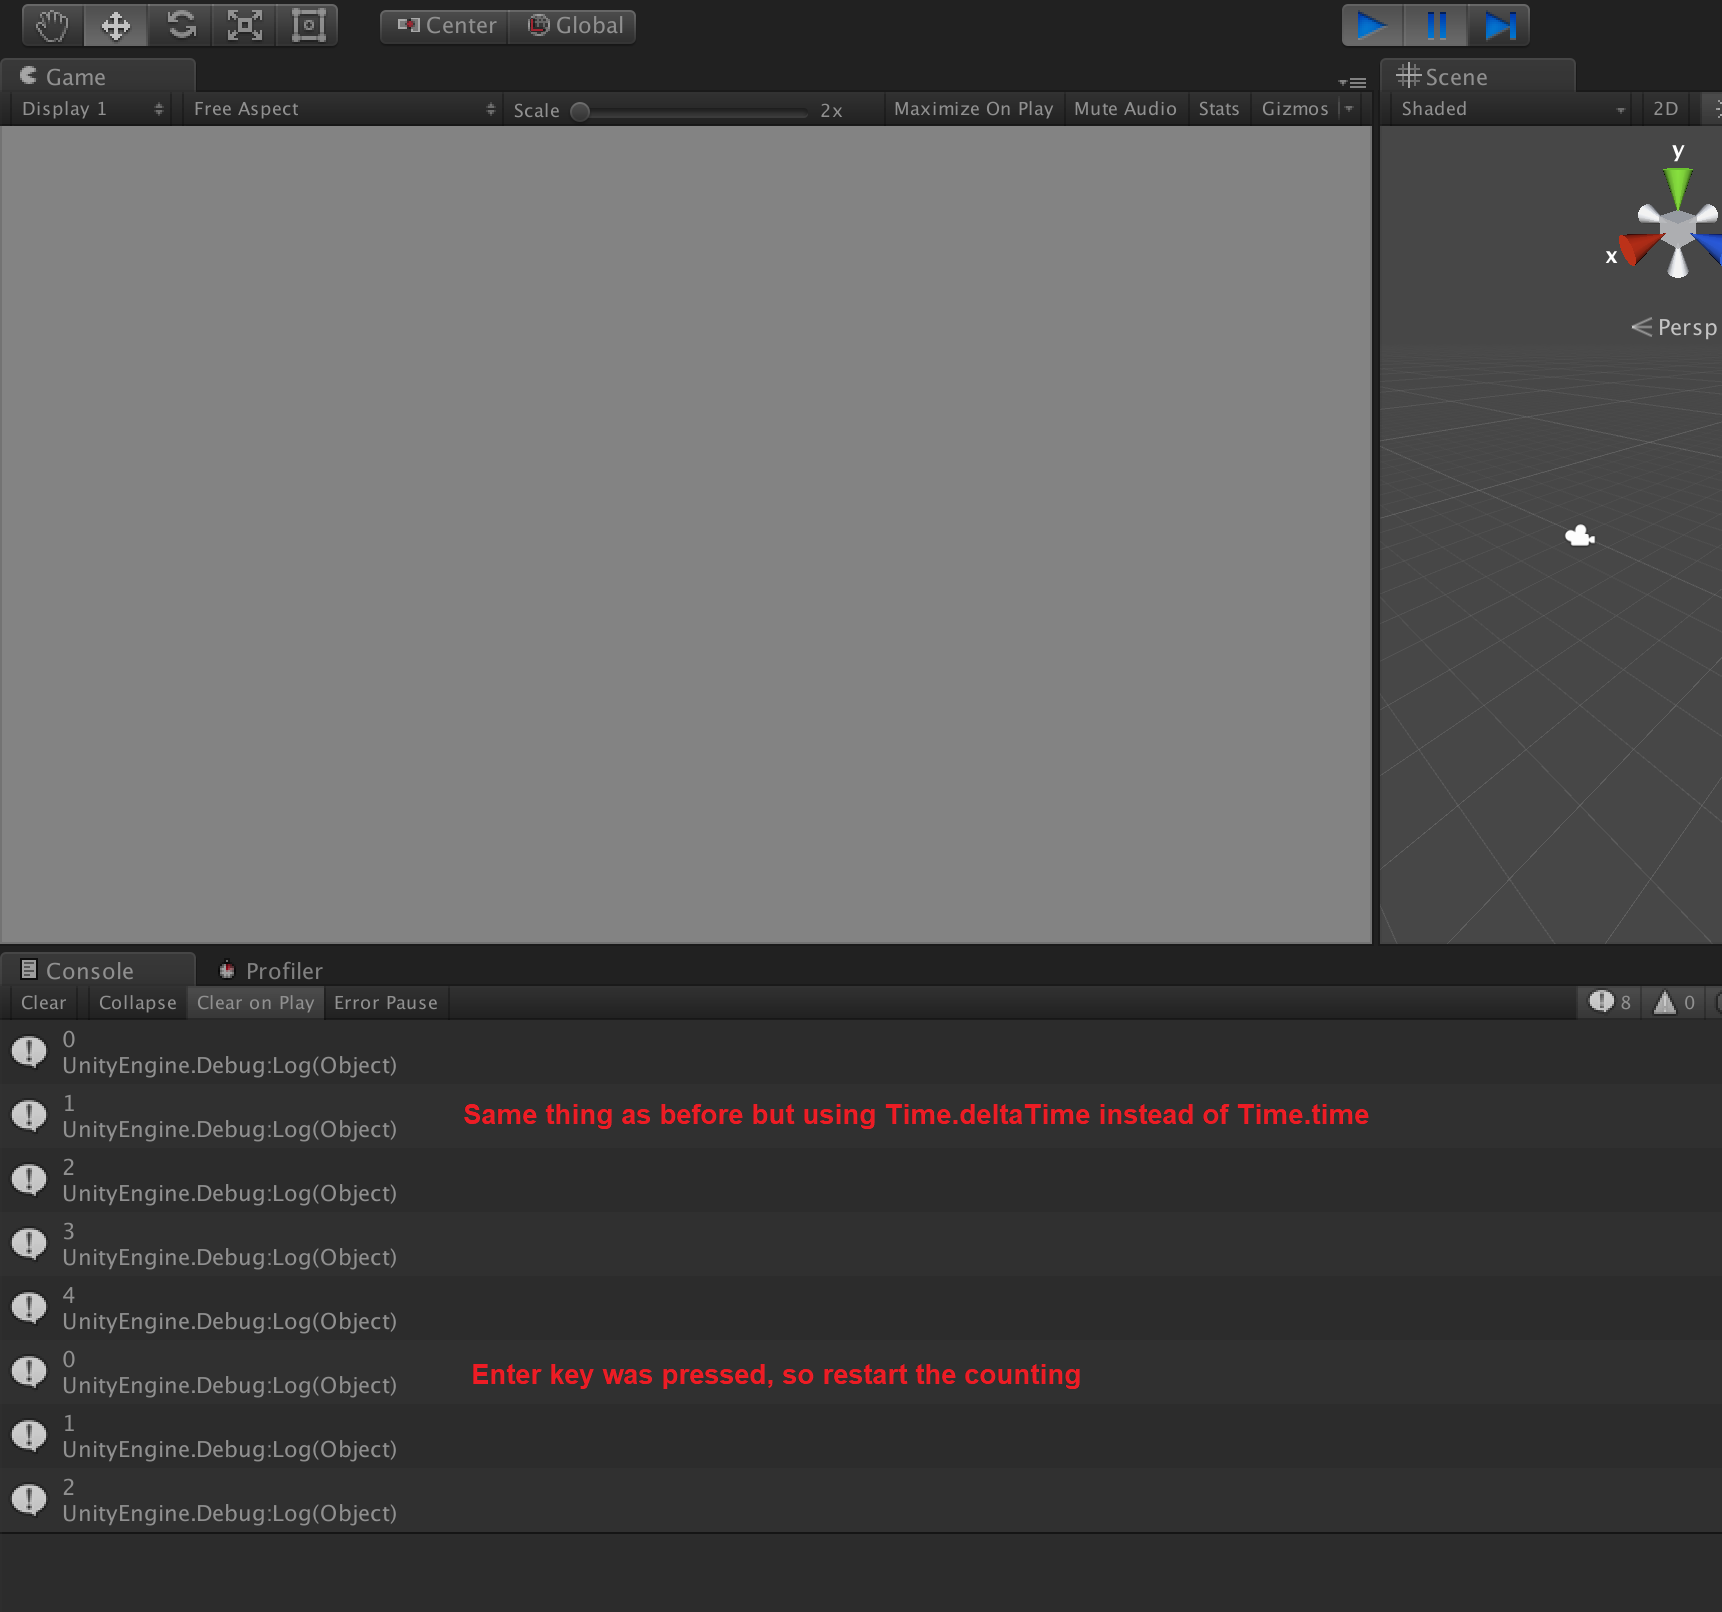 Center Global
Game
Display 1 Free Aspect Scale 2x Maximize On Play Mute Audio Stats Gizmos
Scene
Shaded 2D
y
x
Persp
Console Profiler
Clear Collapse Clear on Play Error Pause 8 0
0
UnityEngine.Debug:Log(Object)
1
UnityEngine.Debug:Log(Object)
Same thing as before but using Time.deltaTime instead of Time.time
2
UnityEngine.Debug:Log(Object)
3
UnityEngine.Debug:Log(Object)
4
UnityEngine.Debug:Log(Object)
0
UnityEngine.Debug:Log(Object)
Enter key was pressed, so restart the counting
1
UnityEngine.Debug:Log(Object)
2
UnityEngine.Debug:Log(Object)